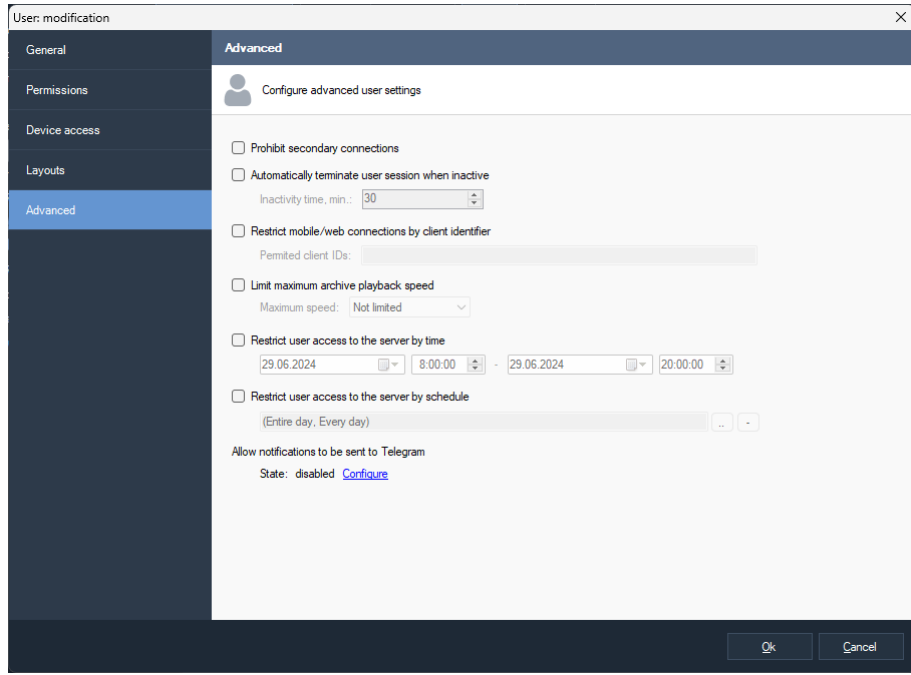 User: modification
General
Permissions
Device access
Layouts
Advanced
Advanced
Configure advanced user settings
Prohibit secondary connections
Automatically terminate user session when inactive
Inactivity time, min.: 30
Restrict mobile/web connections by client identifier
Permited client IDs:
Limit maximum archive playback speed
Maximum speed: Not limited
Restrict user access to the server by time
29.06.2024 8:00:00 - 29.06.2024 20:00:00
Restrict user access to the server by schedule
(Entire day, Every day) .. -
Allow notifications to be sent to Telegram
State: disabled Configure
Ok Cancel